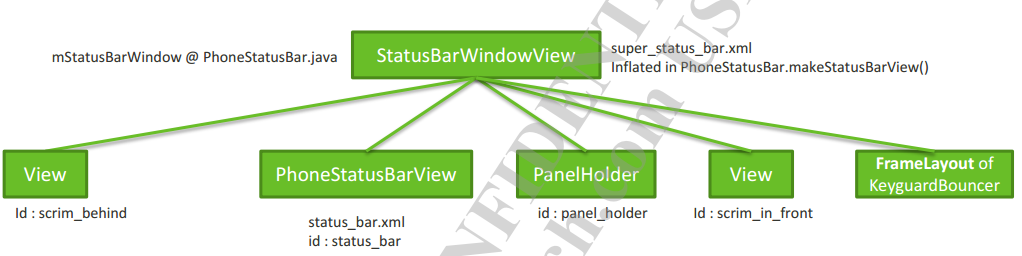 mStatusBarWindow @ PhoneStatusBar.java
StatusBarWindowView
super_status_bar.xml
Inflated in PhoneStatusBar.makeStatusBarView()
View
PhoneStatusBarView
PanelHolder
View
FrameLayout of
KeyguardBouncer
Id : scrim_behind
status_bar.xml
id : status_bar
id : panel_holder
Id : scrim_in_front